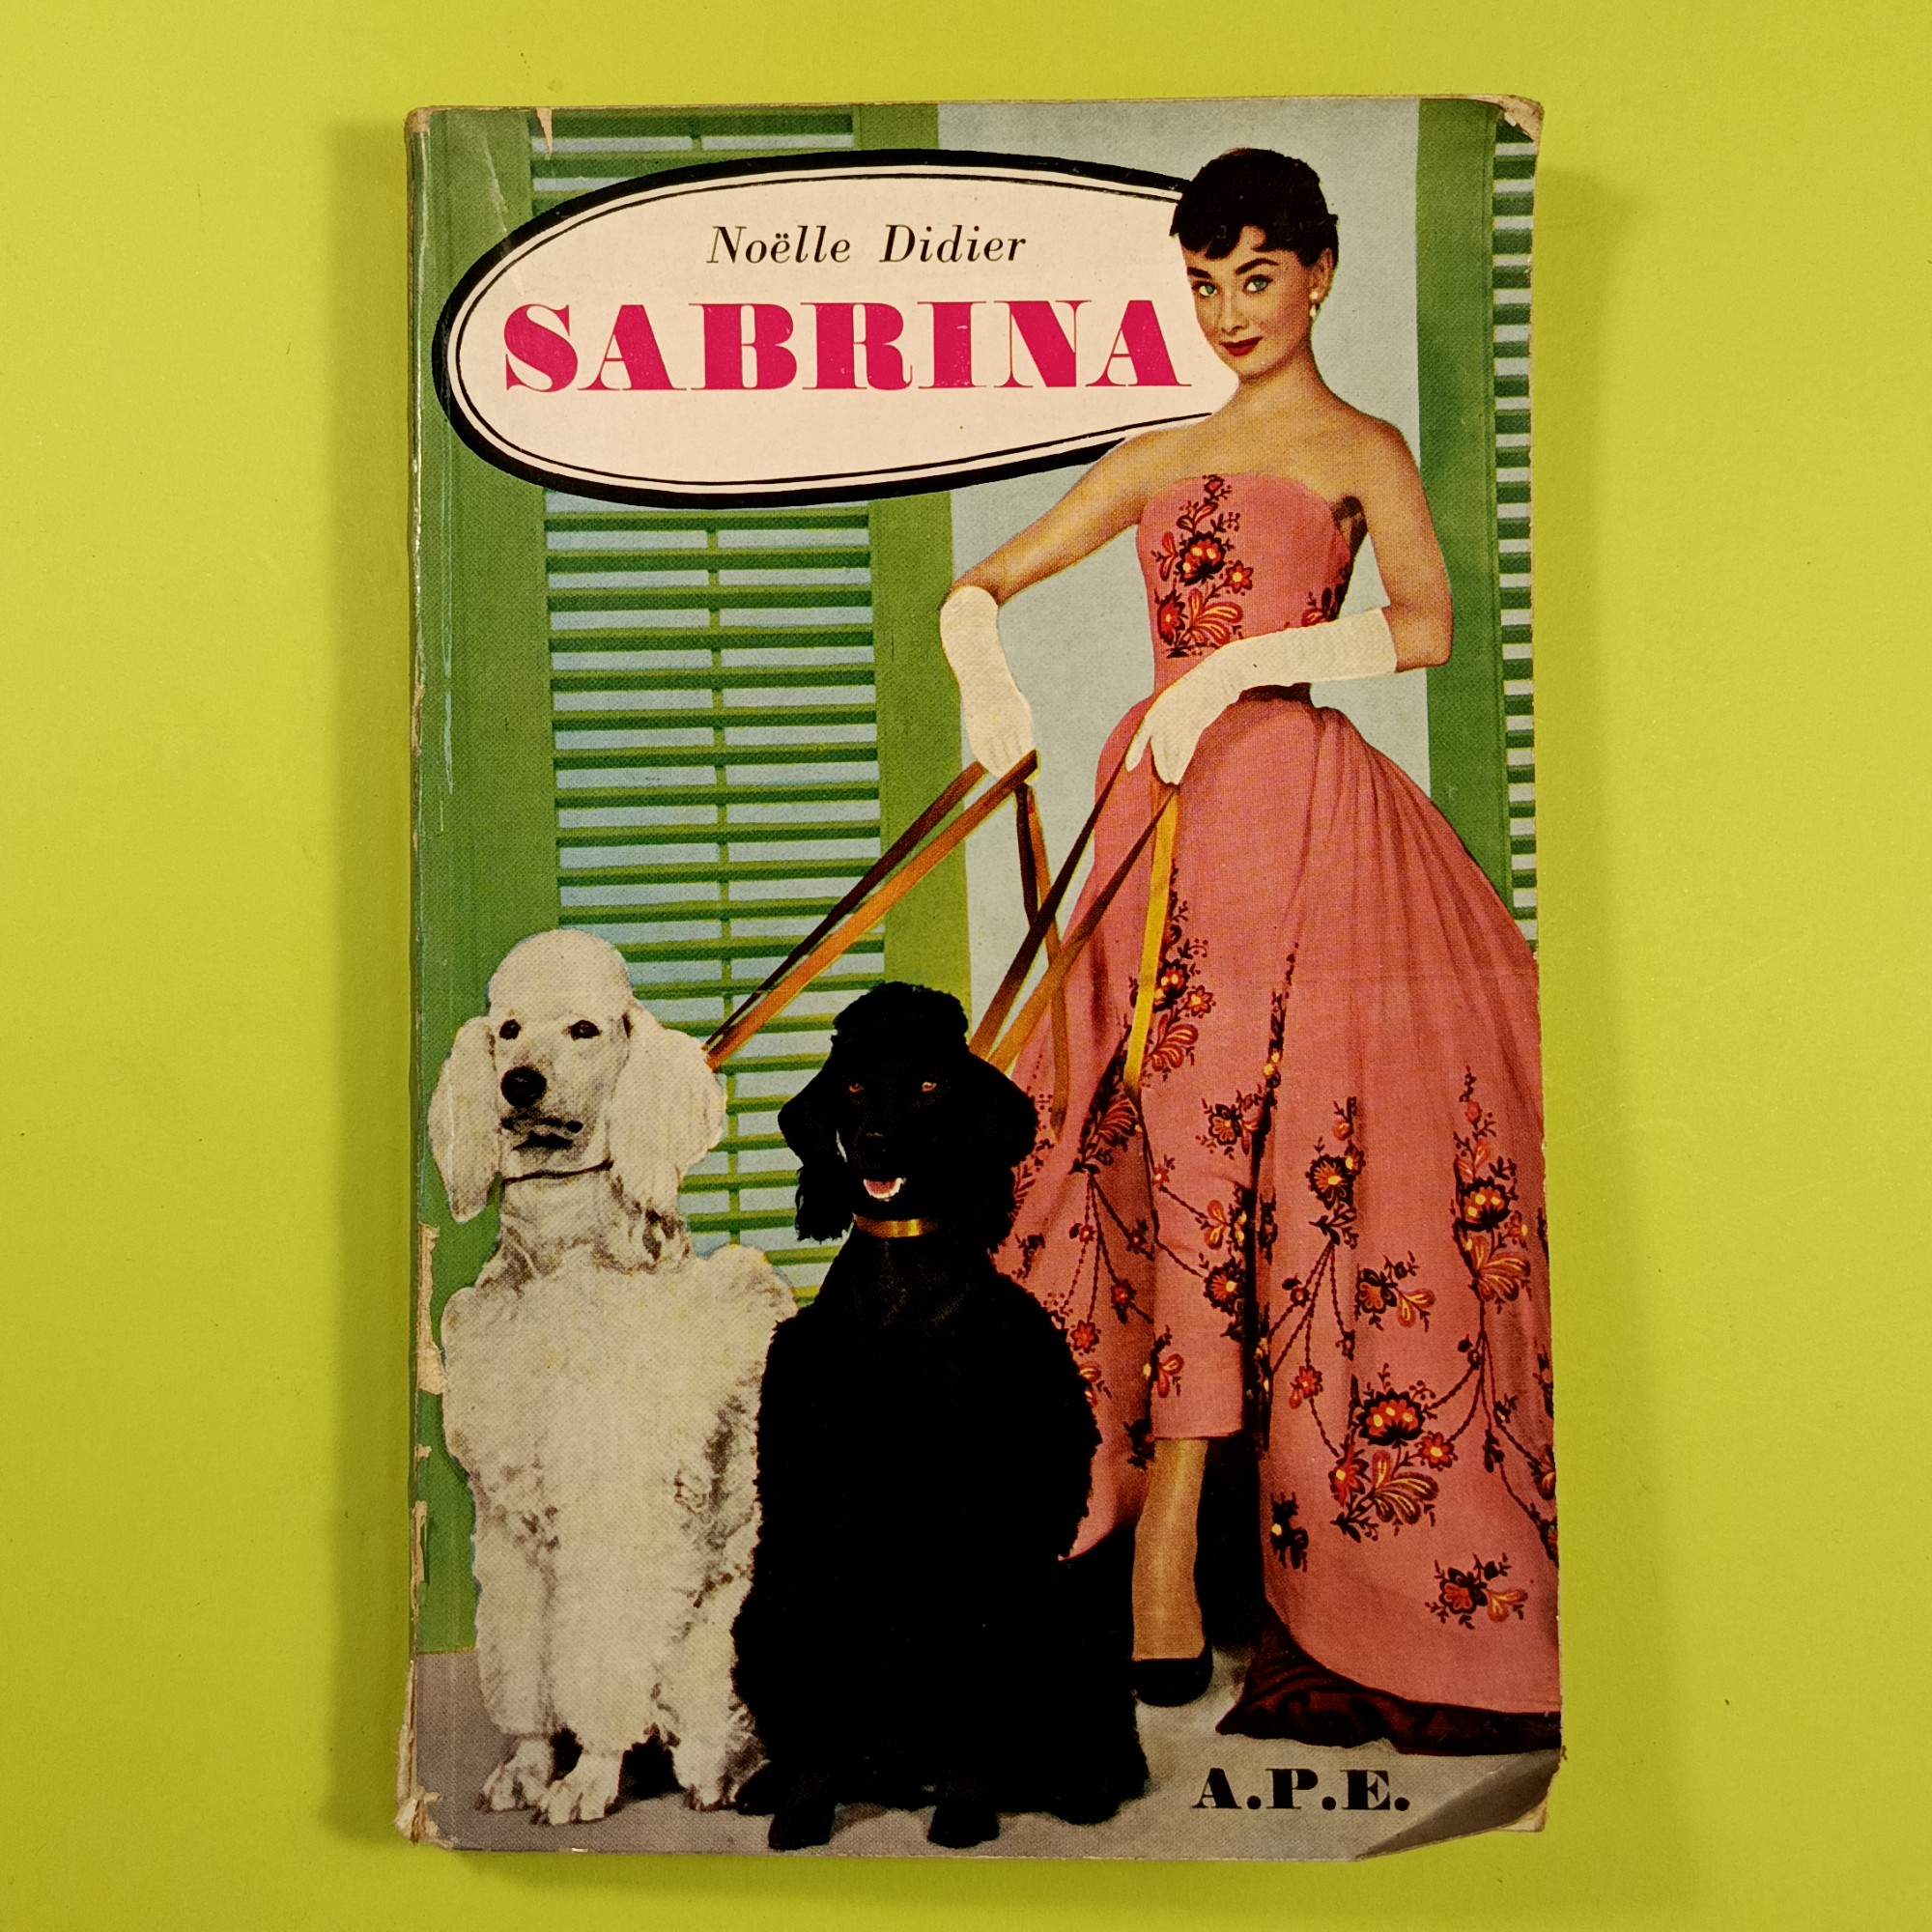 Noëlle Didier
SABRINA
A.P.E.